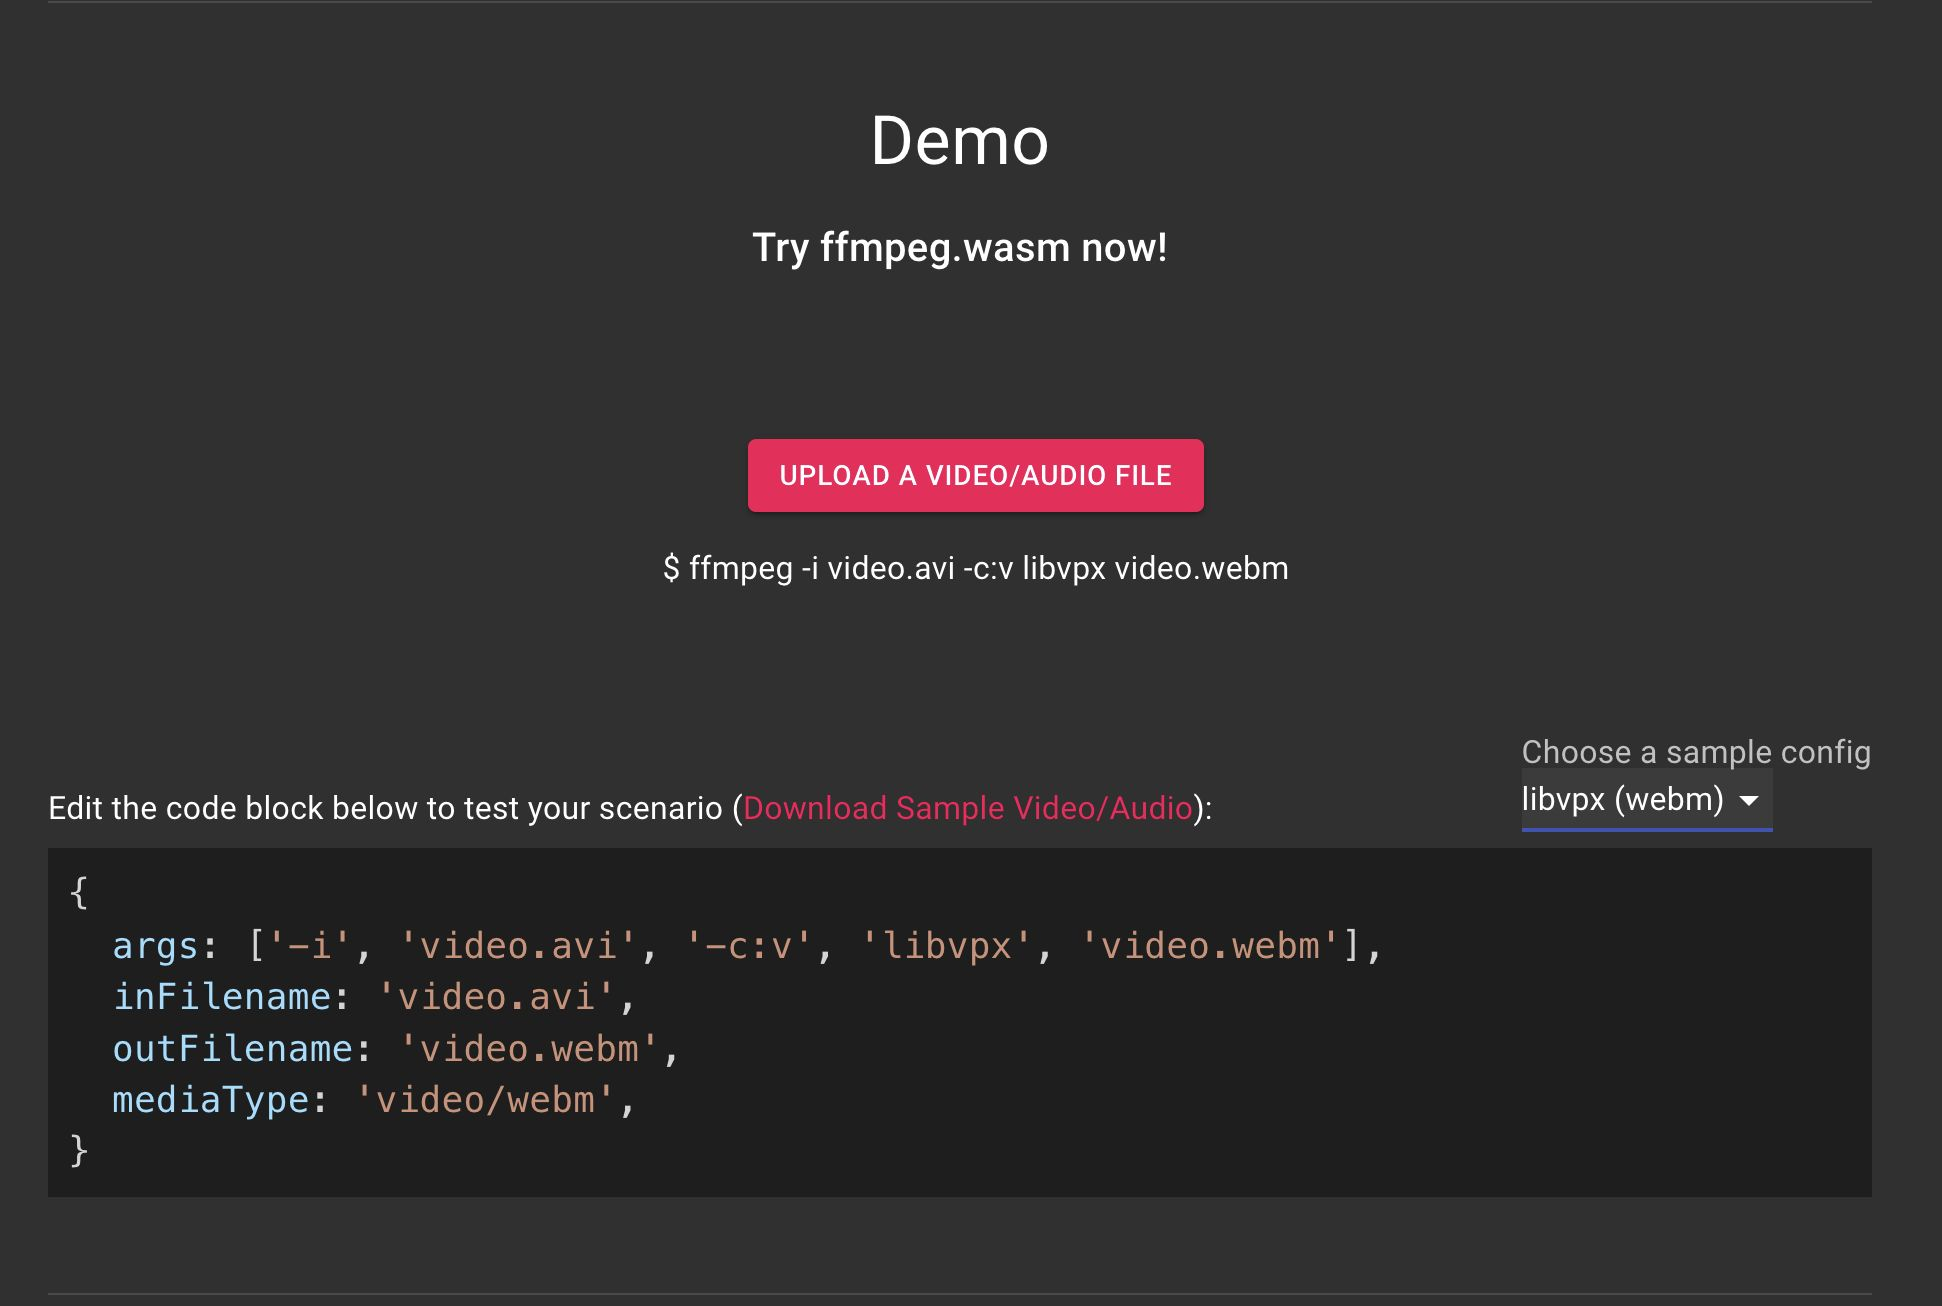 Demo
Try ffmpeg.wasm now!
UPLOAD A VIDEO/AUDIO FILE
$ ffmpeg -i video.avi -c:v libvpx video.webm
Choose a sample config
libvpx (webm)
Edit the code block below to test your scenario (Download Sample Video/Audio):
{
  args: ['-i', 'video.avi', '-c:v', 'libvpx', 'video.webm'],
  inFilename: 'video.avi',
  outFilename: 'video.webm',
  mediaType: 'video/webm',
}